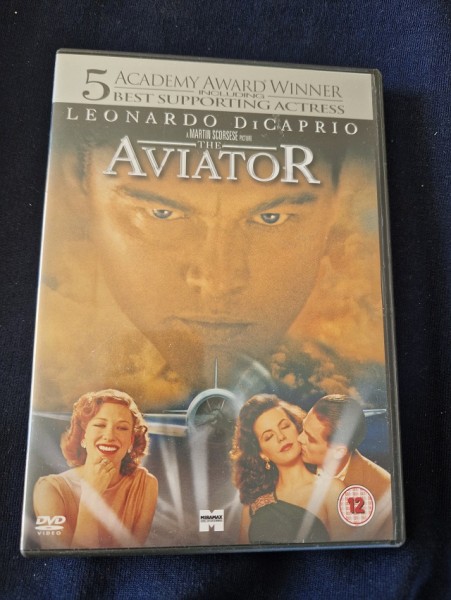 5 ACADEMY AWARD WINNER
INCLUDING
BEST SUPPORTING ACTRESS
LEONARDO DICAPRIO
A MARTIN SCORSESE PICTURE
THE
AVIATOR
DVD
VIDEO
MIRAMAX
12